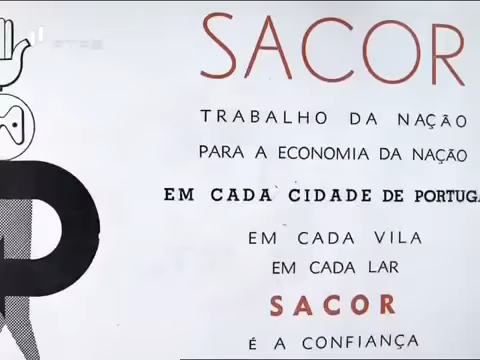 SACOR
TRABALHO DA NAÇÃO
PARA A ECONOMIA DA NAÇÃO
EM CADA CIDADE DE PORTUGA
EM CADA VILA
EM CADA LAR
SACOR
É A CONFIANÇA